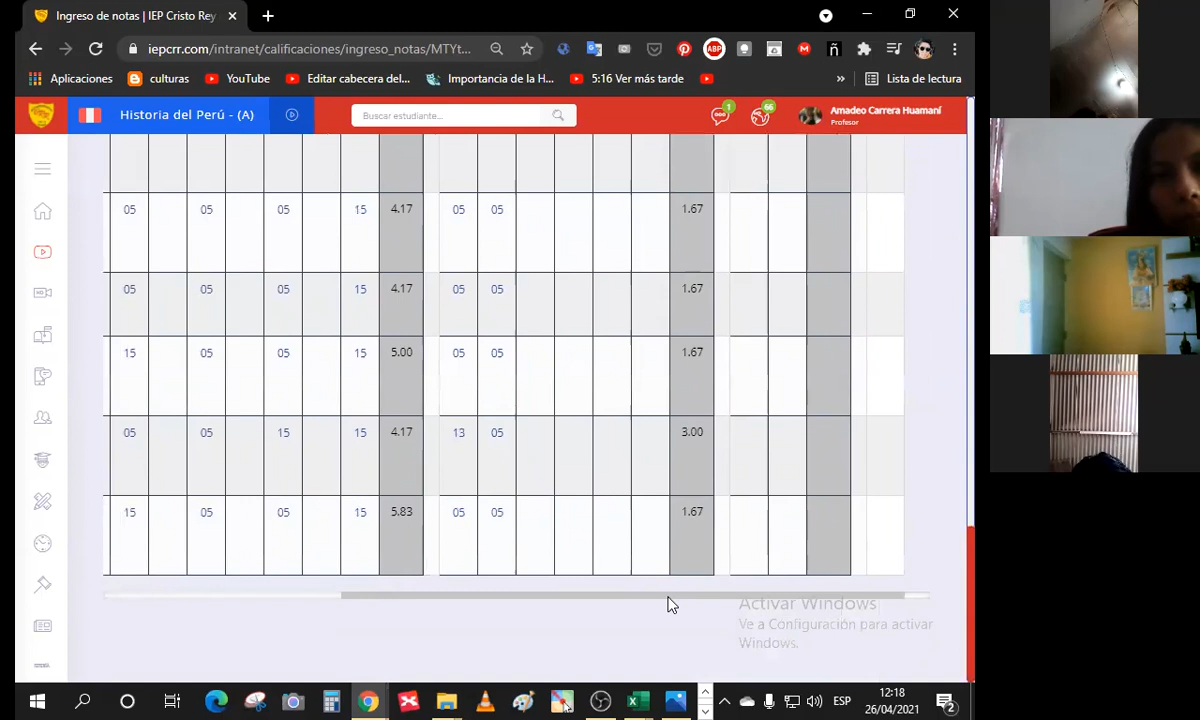 Ingreso de notas | IEP Cristo Rey
iepcrr.com/intranet/calificaciones/ingreso_notas/MTYt...
Aplicaciones culturas YouTube Editar cabecera del... Importancia de la H... 5:16 Ver más tarde » Lista de lectura
Historia del Perú - (A) Buscar estudiante... 1 66 Amadeo Carrera Huamaní
Profesor
05 05 05 15 4.17 05 05 1.67
05 05 05 15 4.17 05 05 1.67
15 05 05 15 5.00 05 05 1.67
05 05 15 15 4.17 13 05 3.00
15 05 05 15 5.83 05 05 1.67
Activar Windows
Ve a Configuración para activar
Windows.
ESP 12:18
26/04/2021 2